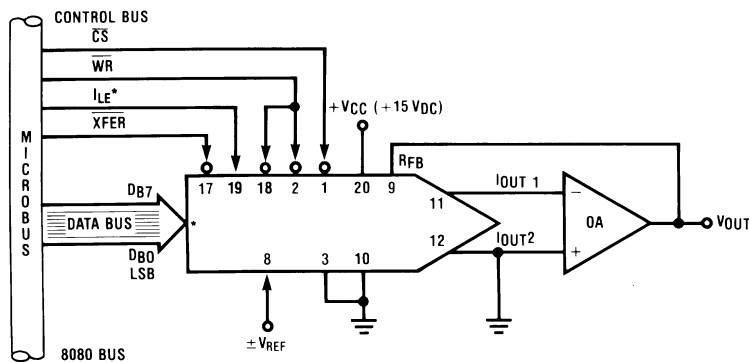 CONTROL BUS
CS
WR
ILE*
XFER
+VCC (+15 VDC)
MICROBUS
RFB
17 19 18 2 1 20 9
IOUT 1
11
DB7
DATA BUS
*
DB0
LSB
OA
−
+
VOUT
12
IOUT2
8 3 10
±VREF
8080 BUS